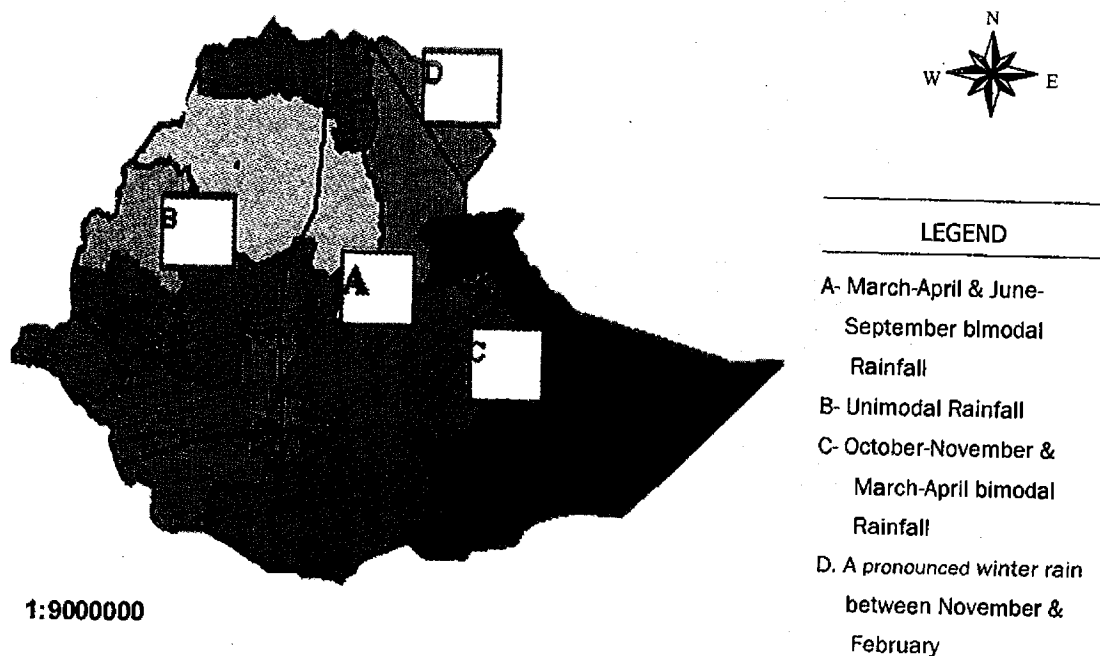 N
W E
D
B
A
C
LEGEND
A- March-April & June-
September bimodal
Rainfall
B- Unimodal Rainfall
C- October-November &
March-April bimodal
Rainfall
D. A pronounced winter rain
between November &
February
1:9000000